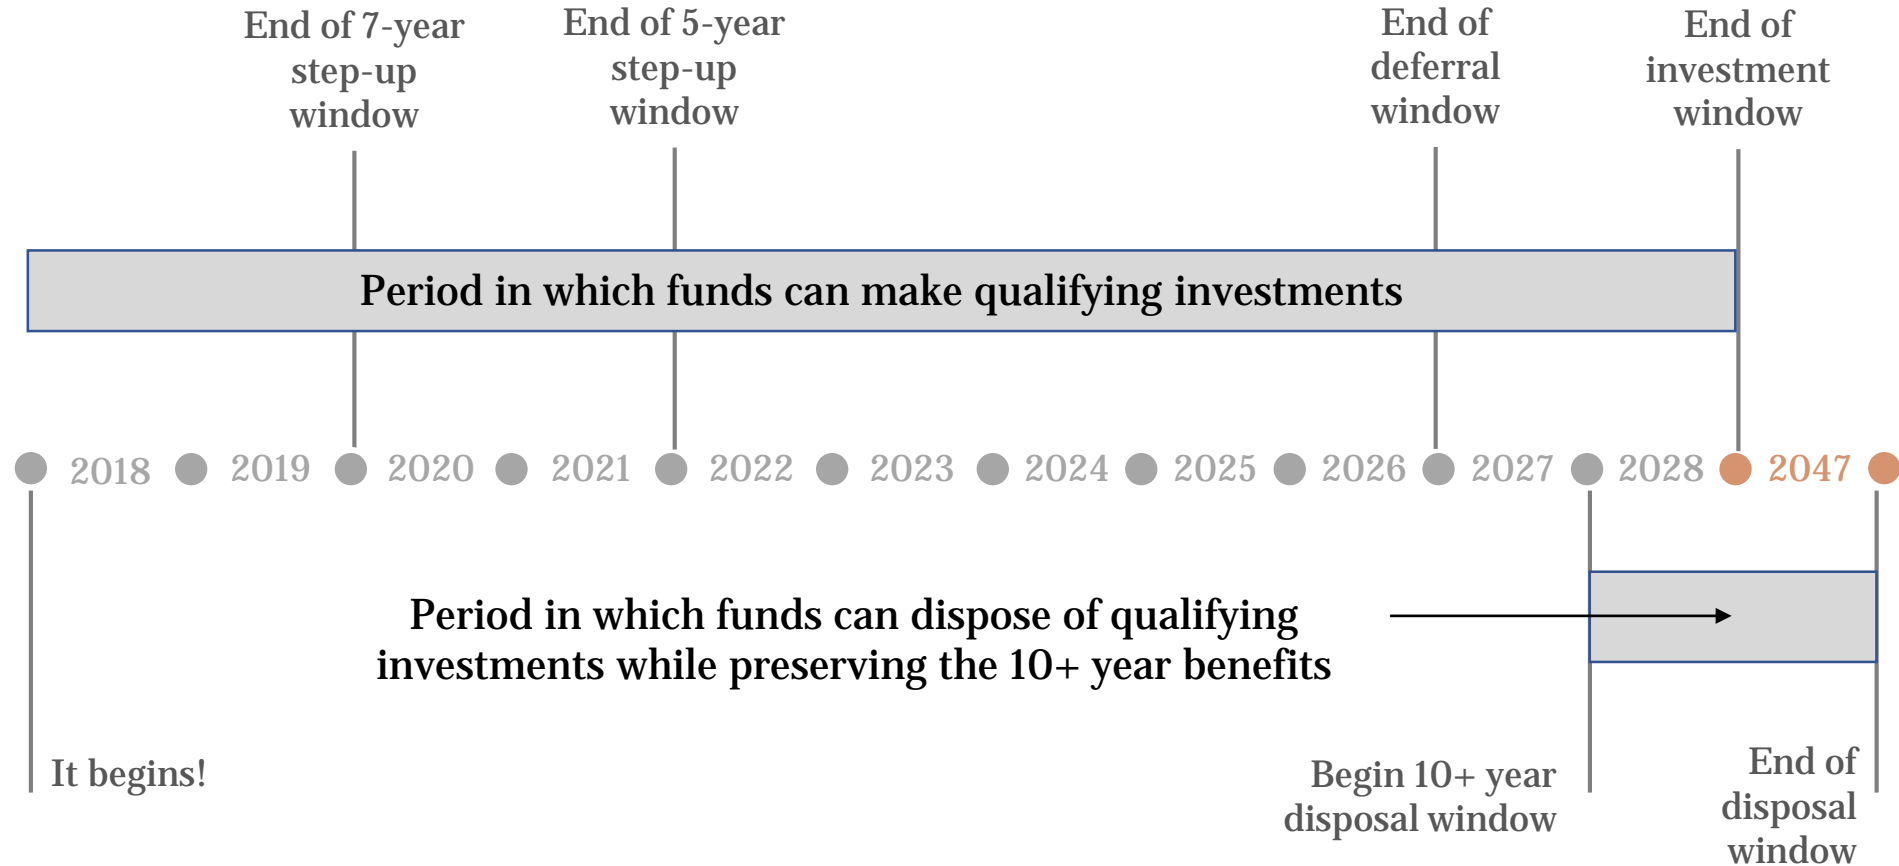 End of 7-year
step-up
window
End of 5-year
step-up
window
End of
deferral
window
End of
investment
window
Period in which funds can make qualifying investments
2018 2019 2020 2021 2022 2023 2024 2025 2026 2027 2028 2047
Period in which funds can dispose of qualifying
investments while preserving the 10+ year benefits
It begins!
Begin 10+ year
disposal window
End of
disposal
window